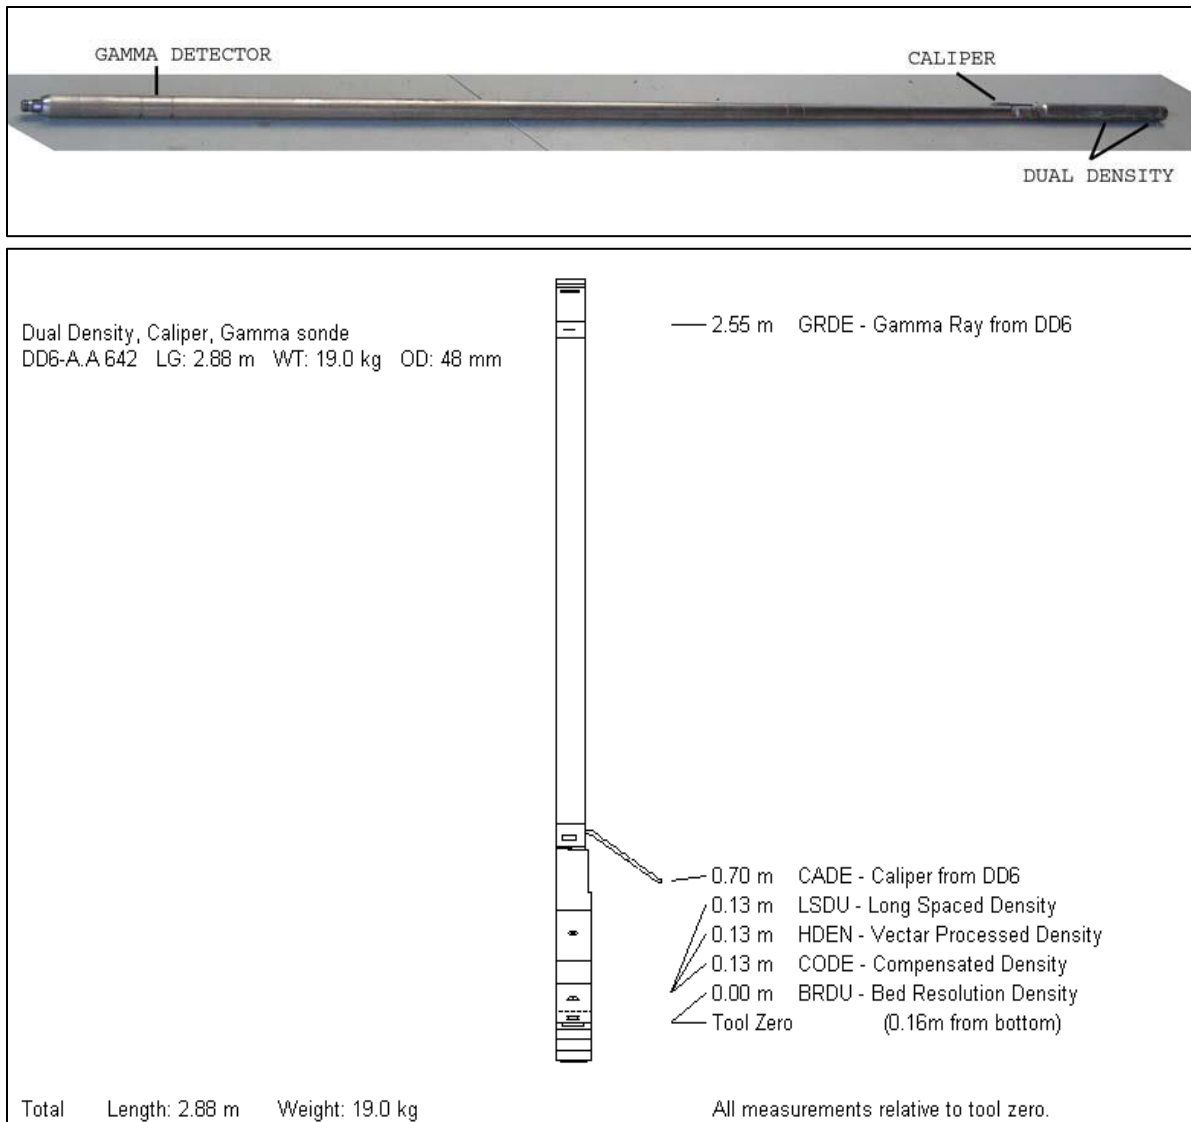 GAMMA DETECTOR
CALIPER
DUAL DENSITY
Dual Density, Caliper, Gamma sonde
DD6-A.A 642 LG: 2.88 m WT: 19.0 kg OD: 48 mm
2.55 m GRDE - Gamma Ray from DD6
0.70 m CADE - Caliper from DD6
0.13 m LSDU - Long Spaced Density
0.13 m HDEN - Vectar Processed Density
0.13 m CODE - Compensated Density
0.00 m BRDU - Bed Resolution Density
Tool Zero (0.16m from bottom)
Total Length: 2.88 m Weight: 19.0 kg
All measurements relative to tool zero.